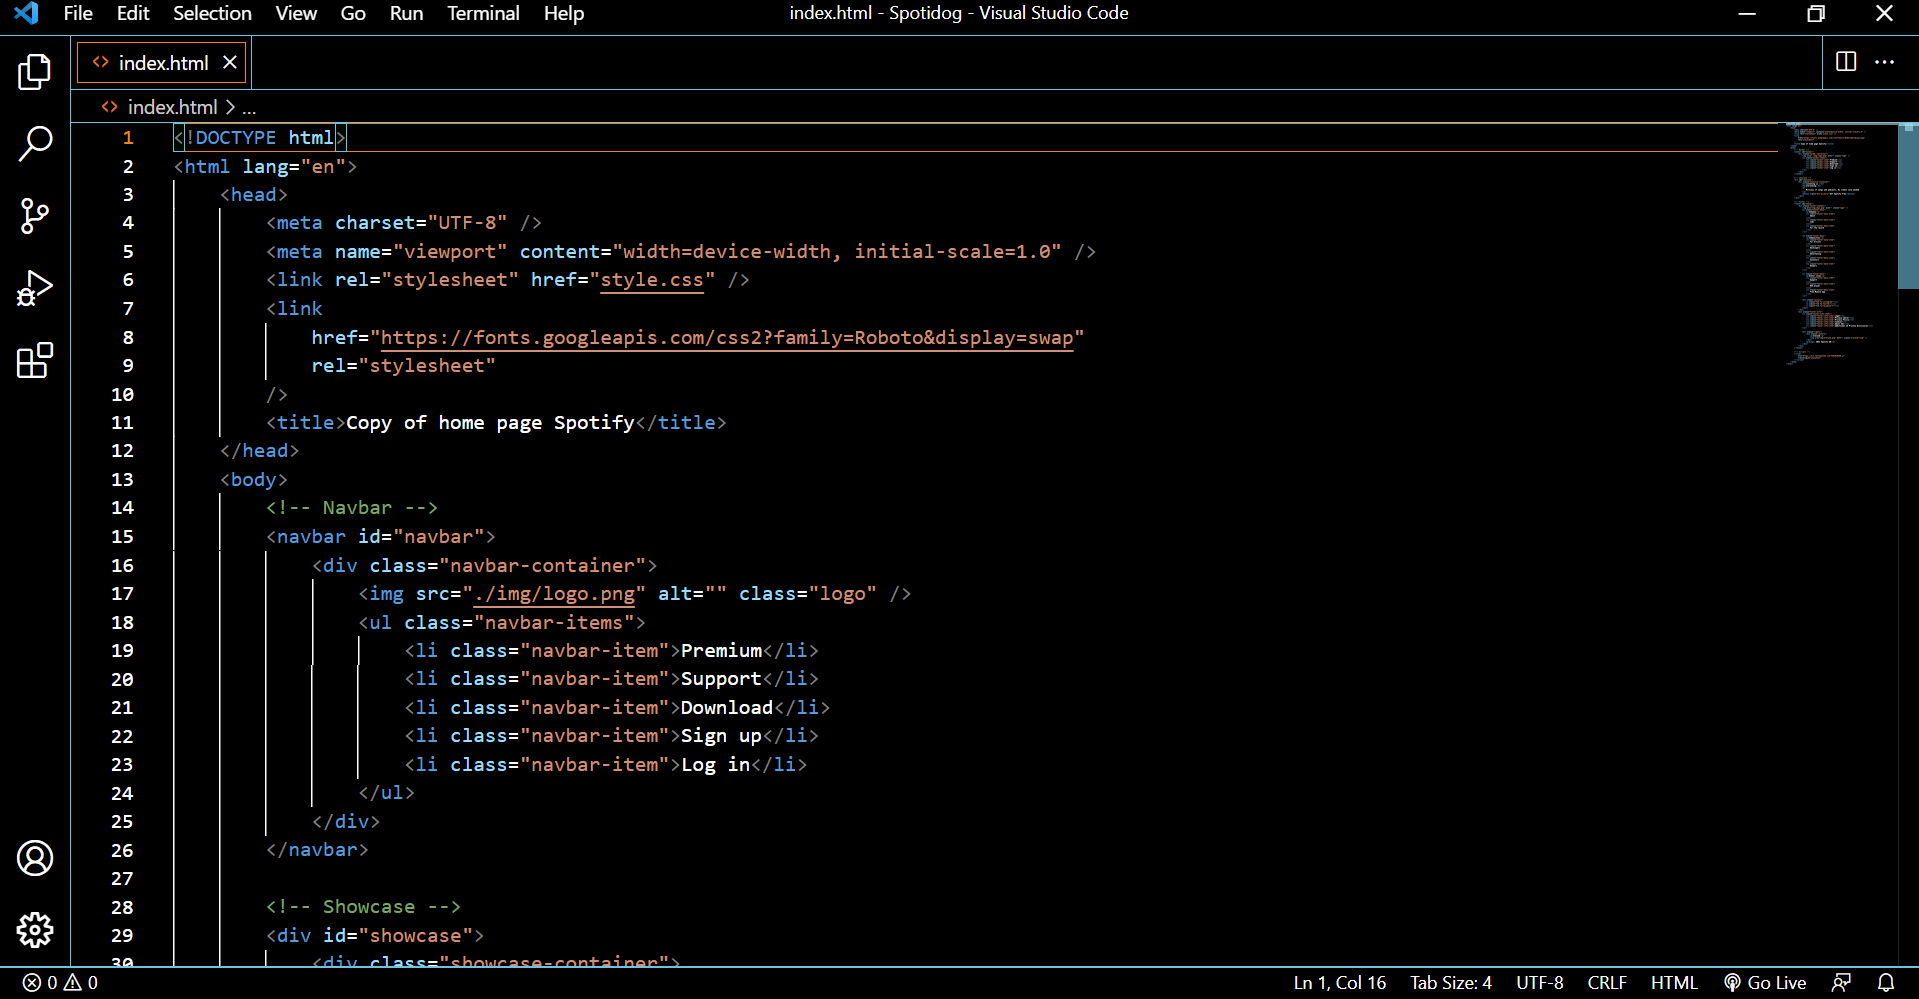 File Edit Selection View Go Run Terminal Help index.html - Spotidog - Visual Studio Code
<> index.html ×
<> index.html > ...
1 <!DOCTYPE html>
2 <html lang="en">
3 <head>
4 <meta charset="UTF-8" />
5 <meta name="viewport" content="width=device-width, initial-scale=1.0" />
6 <link rel="stylesheet" href="style.css" />
7 <link
8 href="https://fonts.googleapis.com/css2?family=Roboto&display=swap"
9 rel="stylesheet"
10 />
11 <title>Copy of home page Spotify</title>
12 </head>
13 <body>
14 <!-- Navbar -->
15 <navbar id="navbar">
16 <div class="navbar-container">
17 <img src="./img/logo.png" alt="" class="logo" />
18 <ul class="navbar-items">
19 <li class="navbar-item">Premium</li>
20 <li class="navbar-item">Support</li>
21 <li class="navbar-item">Download</li>
22 <li class="navbar-item">Sign up</li>
23 <li class="navbar-item">Log in</li>
24 </ul>
25 </div>
26 </navbar>
27
28 <!-- Showcase -->
29 <div id="showcase">
30 <div class="showcase-container">
0 0 Ln 1, Col 16 Tab Size: 4 UTF-8 CRLF HTML Go Live